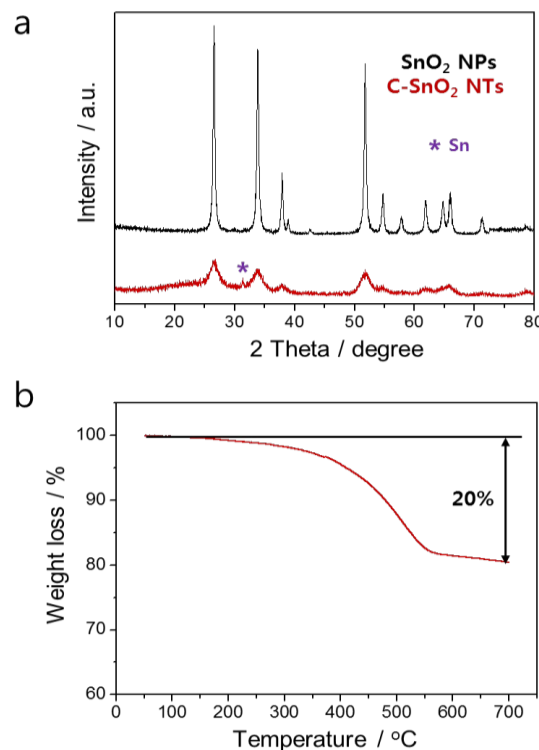 a
SnO₂ NPs
C-SnO₂ NTs
* Sn
*
Intensity / a.u.
10 20 30 40 50 60 70 80
2 Theta / degree
b
100
90
80
70
60
20%
Weight loss / %
0 100 200 300 400 500 600 700
Temperature / °C